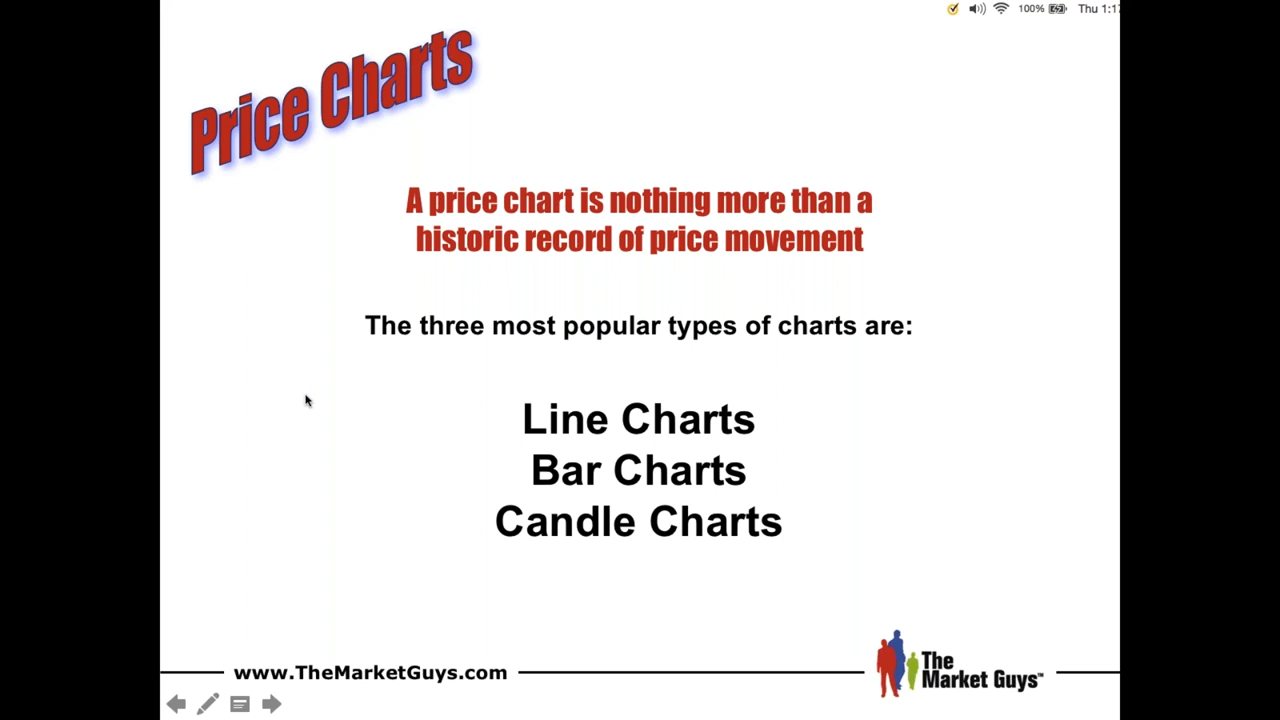 100%
Thu 1:1
Price Charts
A price chart is nothing more than a
historic record of price movement
The three most popular types of charts are:
Line Charts
Bar Charts
Candle Charts
www.TheMarketGuys.com
The
Market Guys™